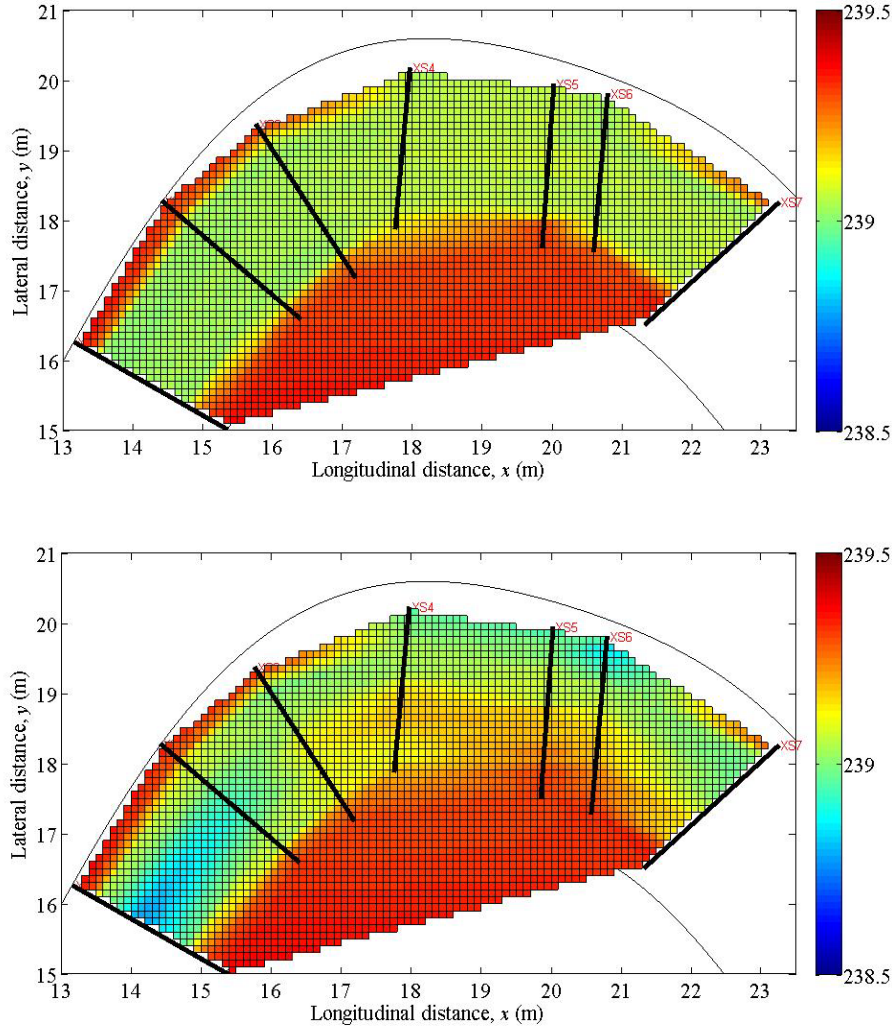 239.5
21
20
19
18
17
16
15
Lateral distance, y (m)
XS4
XS5
XS6
XS7
239
238.5
13 14 15 16 17 18 19 20 21 22 23
Longitudinal distance, x (m)
239.5
21
20
19
18
17
16
15
Lateral distance, y (m)
XS4
XS5
XS6
XS7
239
238.5
13 14 15 16 17 18 19 20 21 22 23
Longitudinal distance, x (m)